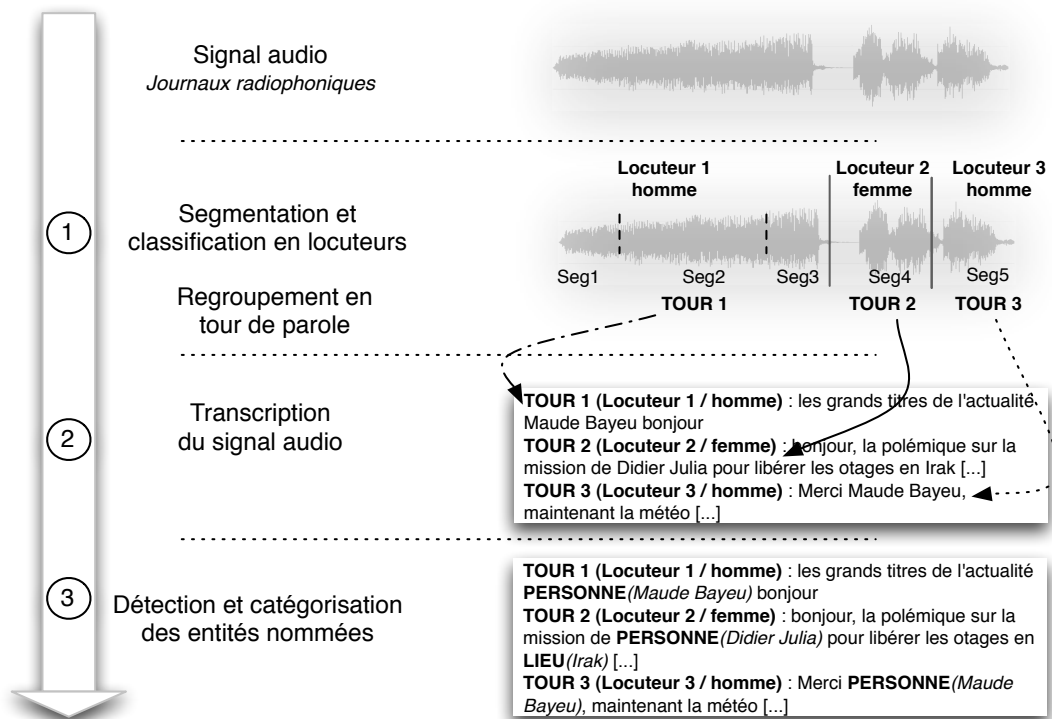 Signal audio
Journaux radiophoniques
Locuteur 1
homme
Locuteur 2
femme
Locuteur 3
homme
1
Segmentation et
classification en locuteurs
Seg1 Seg2 Seg3 Seg4 Seg5
Regroupement en
tour de parole
TOUR 1 TOUR 2 TOUR 3
2
Transcription
du signal audio
TOUR 1 (Locuteur 1 / homme) : les grands titres de l'actualité
Maude Bayeu bonjour
TOUR 2 (Locuteur 2 / femme) : bonjour, la polémique sur la
mission de Didier Julia pour libérer les otages en Irak [...]
TOUR 3 (Locuteur 3 / homme) : Merci Maude Bayeu,
maintenant la météo [...]
3
Détection et catégorisation
des entités nommées
TOUR 1 (Locuteur 1 / homme) : les grands titres de l'actualité
PERSONNE(Maude Bayeu) bonjour
TOUR 2 (Locuteur 2 / femme) : bonjour, la polémique sur la
mission de PERSONNE(Didier Julia) pour libérer les otages en
LIEU(Irak) [...]
TOUR 3 (Locuteur 3 / homme) : Merci PERSONNE(Maude
Bayeu), maintenant la météo [...]